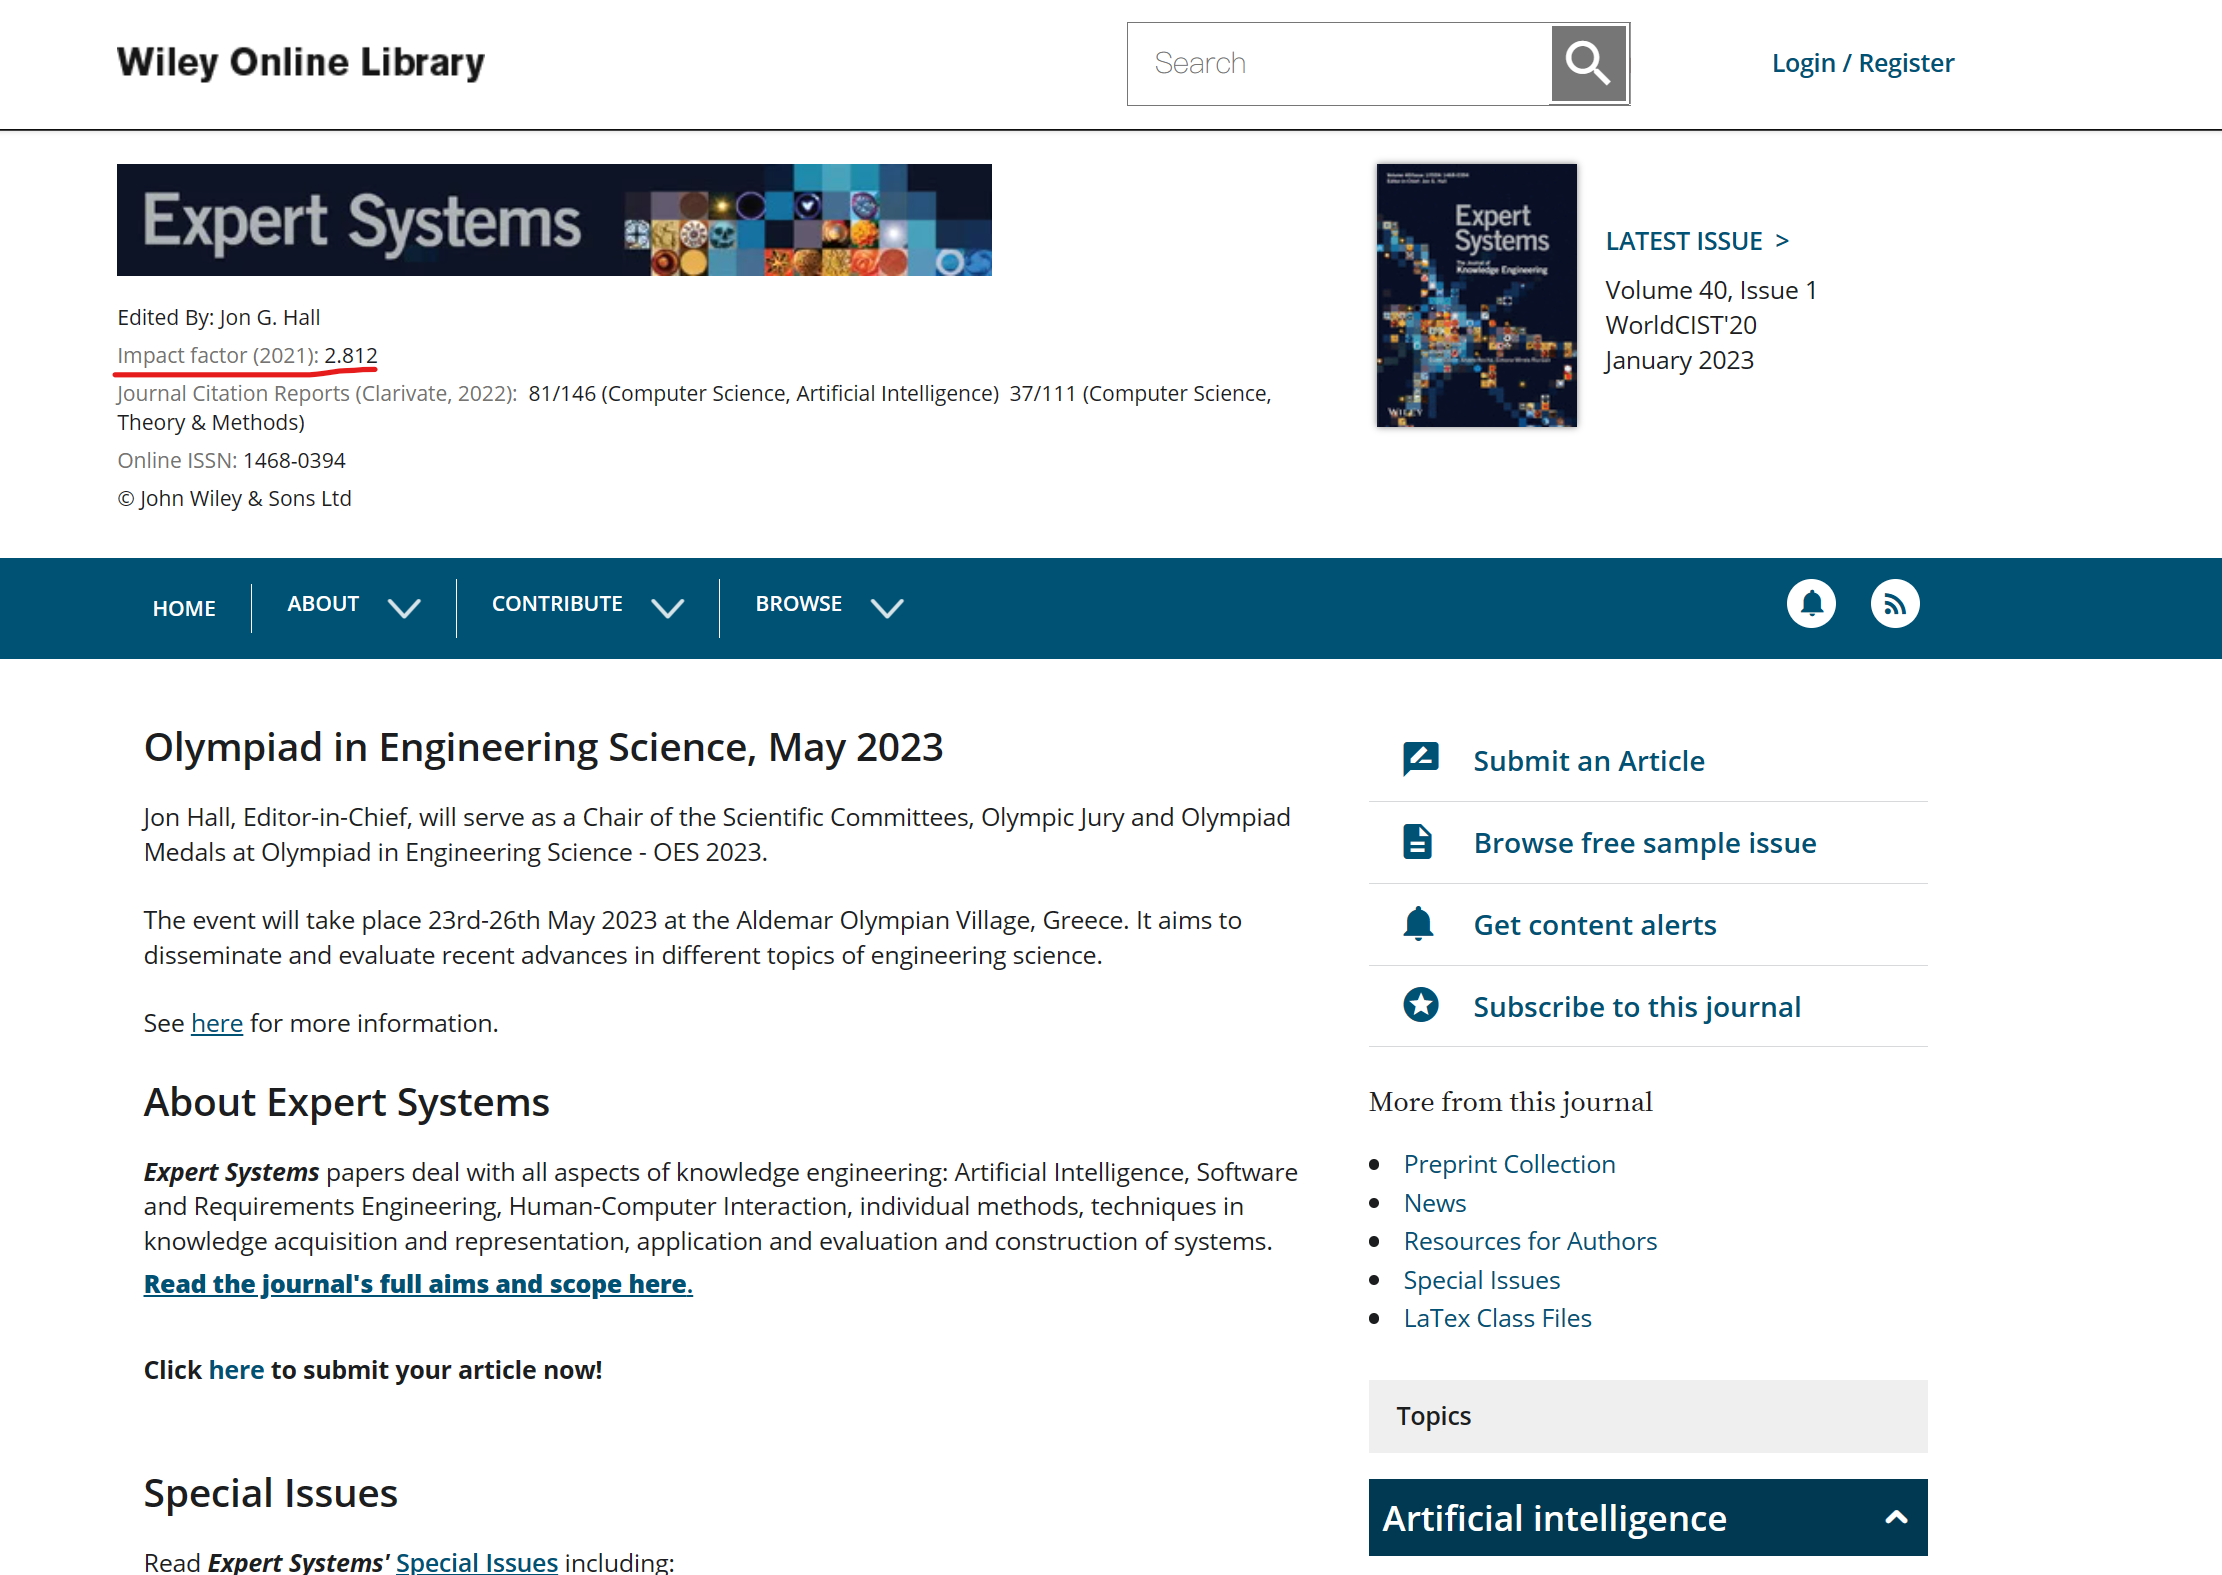 Wiley Online Library
Search
Login / Register
Expert Systems
Edited By: Jon G. Hall
Impact factor (2021): 2.812
Journal Citation Reports (Clarivate, 2022): 81/146 (Computer Science, Artificial Intelligence) 37/111 (Computer Science,
Theory & Methods)
Online ISSN: 1468-0394
© John Wiley & Sons Ltd
Expert
Systems
The Journal of
Knowledge Engineering
WILEY
LATEST ISSUE >
Volume 40, Issue 1
WorldCIST'20
January 2023
HOME
ABOUT
CONTRIBUTE
BROWSE
Olympiad in Engineering Science, May 2023
Jon Hall, Editor-in-Chief, will serve as a Chair of the Scientific Committees, Olympic Jury and Olympiad
Medals at Olympiad in Engineering Science - OES 2023.
The event will take place 23rd-26th May 2023 at the Aldemar Olympian Village, Greece. It aims to
disseminate and evaluate recent advances in different topics of engineering science.
See here for more information.
About Expert Systems
Expert Systems papers deal with all aspects of knowledge engineering: Artificial Intelligence, Software
and Requirements Engineering, Human-Computer Interaction, individual methods, techniques in
knowledge acquisition and representation, application and evaluation and construction of systems.
Read the journal's full aims and scope here.
Click here to submit your article now!
Special Issues
Read Expert Systems' Special Issues including:
Submit an Article
Browse free sample issue
Get content alerts
Subscribe to this journal
More from this journal
Preprint Collection
News
Resources for Authors
Special Issues
LaTex Class Files
Topics
Artificial intelligence